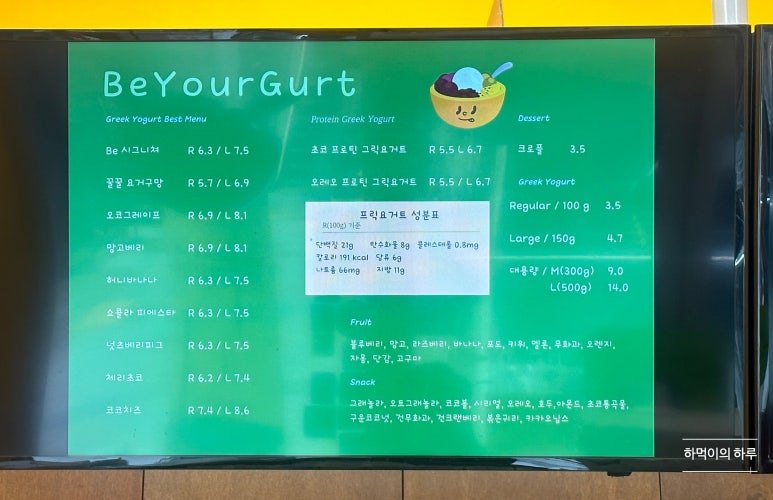 BeYourGurt
Greek Yogurt Best Menu
Be 시그니쳐 R 6.3 / L 7.5
꿀꿀 요거구망 R 5.7 / L 6.9
오코그레이프 R 6.9 / L 8.1
망고베리 R 6.9 / L 8.1
허니바나나 R 6.3 / L 7.5
쇼콜라 피에스타 R 6.3 / L 7.5
넛츠베리피그 R 6.3 / L 7.5
체리초코 R 6.2 / L 7.4
코코치즈 R 7.4 / L 8.6
Protein Greek Yogurt
초코 프로틴 그릭요거트 R 5.5 L 6.7
오레오 프로틴 그릭요거트 R 5.5 / L 6.7
프릭요거트 성분표
R(100g) 기준
단백질 21g 탄수화물 8g 콜레스테롤 0.8mg
칼로리 191 kcal 당류 6g
나트륨 66mg 지방 11g
Fruit
블루베리, 망고, 라즈베리, 바나나, 포도, 키위, 멜론, 무화과, 오렌지,
자몽, 단감, 고구마
Snack
그래놀라, 오트그래놀라, 코코볼, 시리얼, 오레오, 호두,아몬드, 초코통곡물,
구운코코넛, 건무화과, 건크랜베리, 볶은귀리, 카카오닙스
Dessert
크로플 3.5
Greek Yogurt
Regular / 100 g 3.5
Large / 150g 4.7
대용량 / M(300g) 9.0
L(500g) 14.0
하먹이의 하루